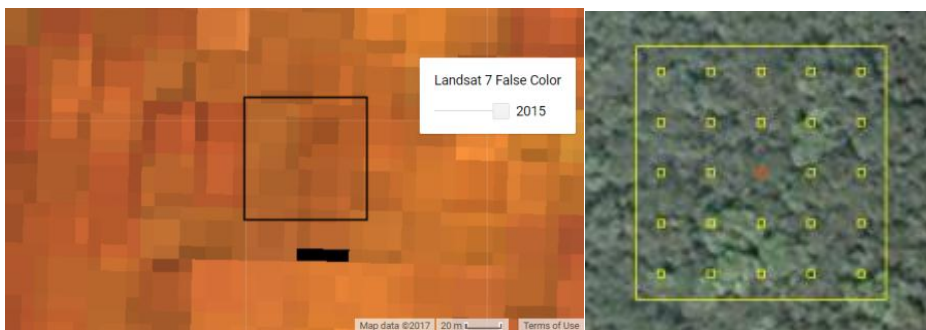 Landsat 7 False Color
2015
Map data ©2017
20 m
Terms of Use